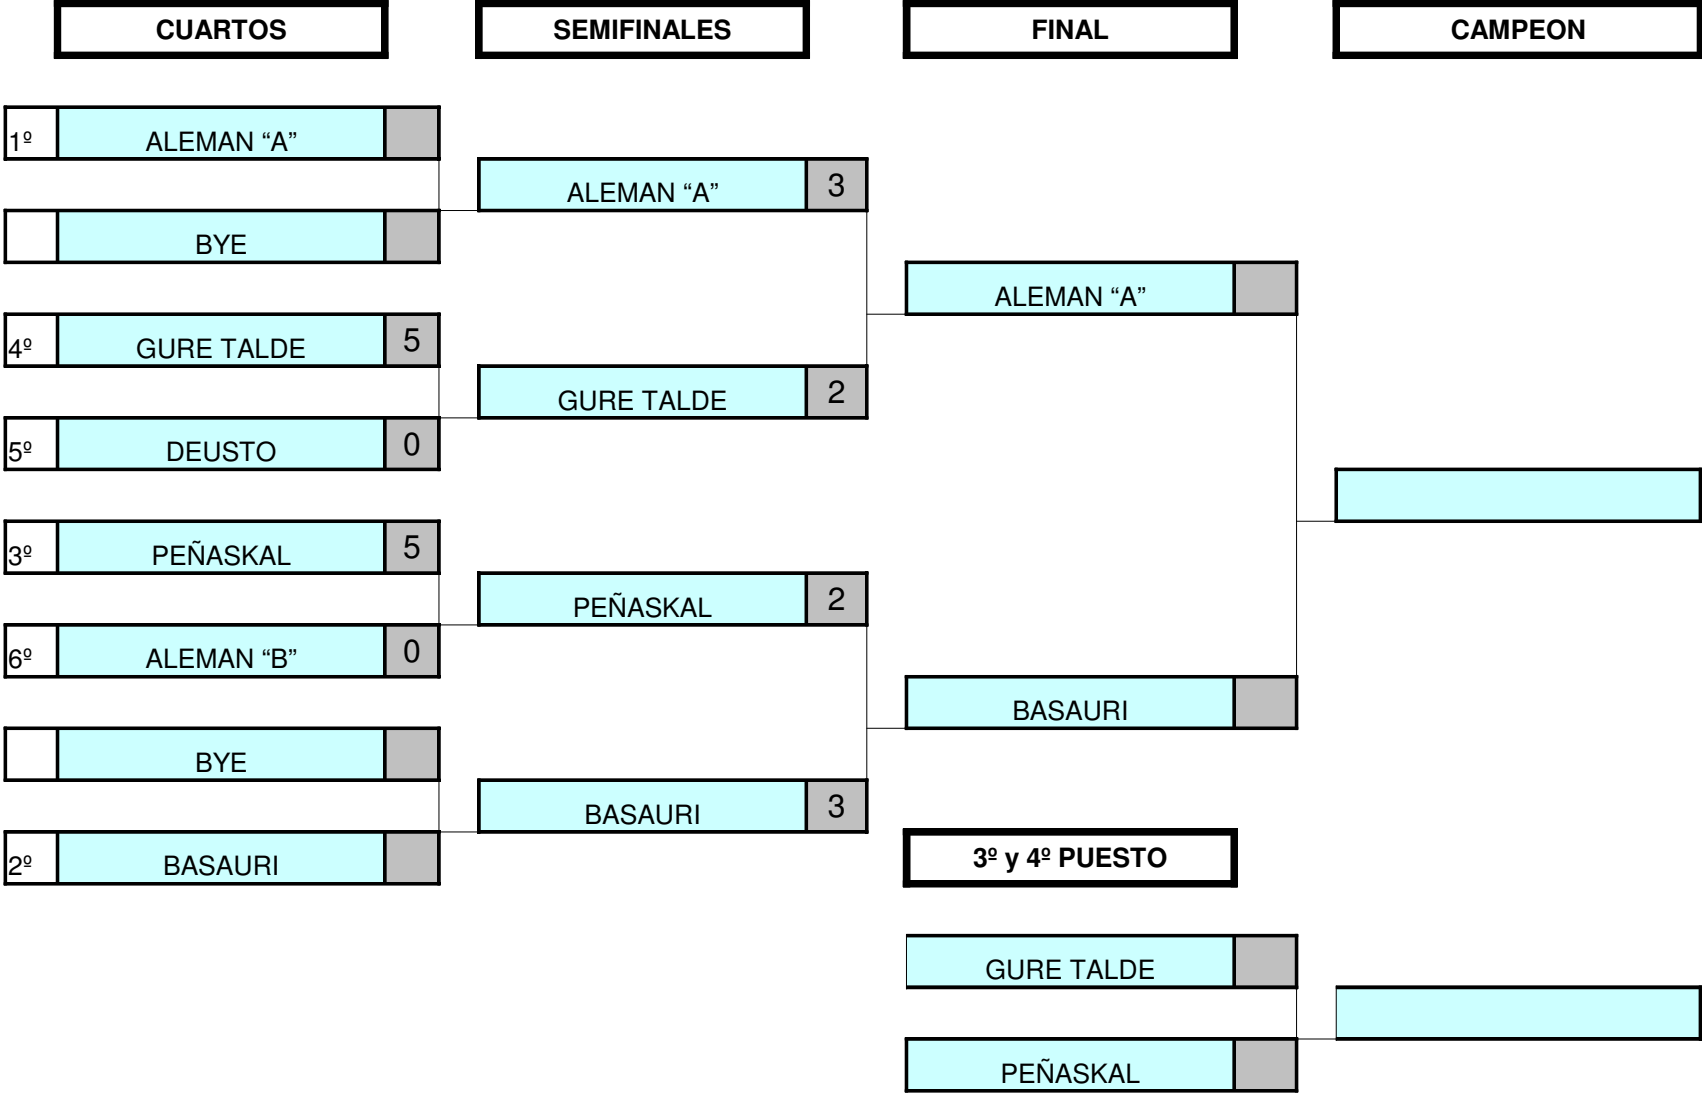 CUARTOS SEMIFINALES FINAL CAMPEON
1º ALEMAN “A”
ALEMAN “A” 3
BYE
ALEMAN “A”
4º GURE TALDE 5
GURE TALDE 2
5º DEUSTO 0
3º PEÑASKAL 5
PEÑASKAL 2
6º ALEMAN “B” 0
BASAURI
BYE
BASAURI 3
2º BASAURI
3º y 4º PUESTO
GURE TALDE
PEÑASKAL